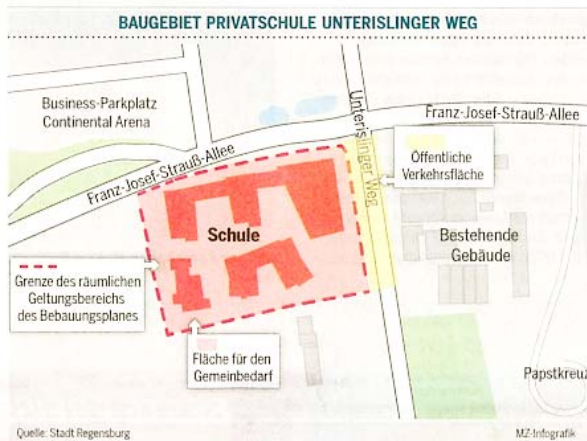 BAUGEBIET PRIVATSCHULE UNTERISLINGER WEG
Business-Parkplatz
Continental Arena
Unterislinger Weg
Franz-Josef-Strauß-Allee
Franz-Josef-Strauß-Allee
Öffentliche
Verkehrsfläche
Schule
Bestehende
Gebäude
Grenze des räumlichen
Geltungsbereichs
des Bebauungsplanes
Fläche für den
Gemeinbedarf
Papstkreuz
Quelle: Stadt Regensburg
MZ-Infografik